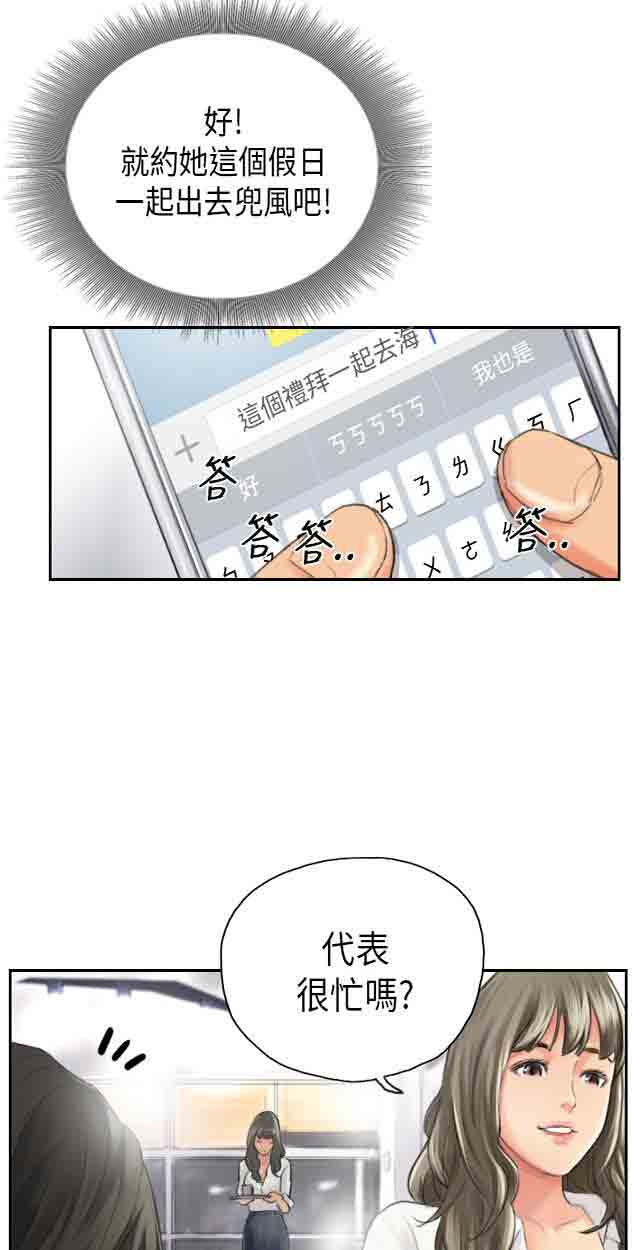 好!
就約她這個假日
一起出去兜風吧!
這個禮拜一起去海
我也是
ㄎㄎㄎㄎㄎ
好
ㄊ ㄋ ㄌ ㄍ ㄎ ㄏ
ㄅ ㄨ ㄜ ㄠ
答
答
答..
答..
代表
很忙嗎?